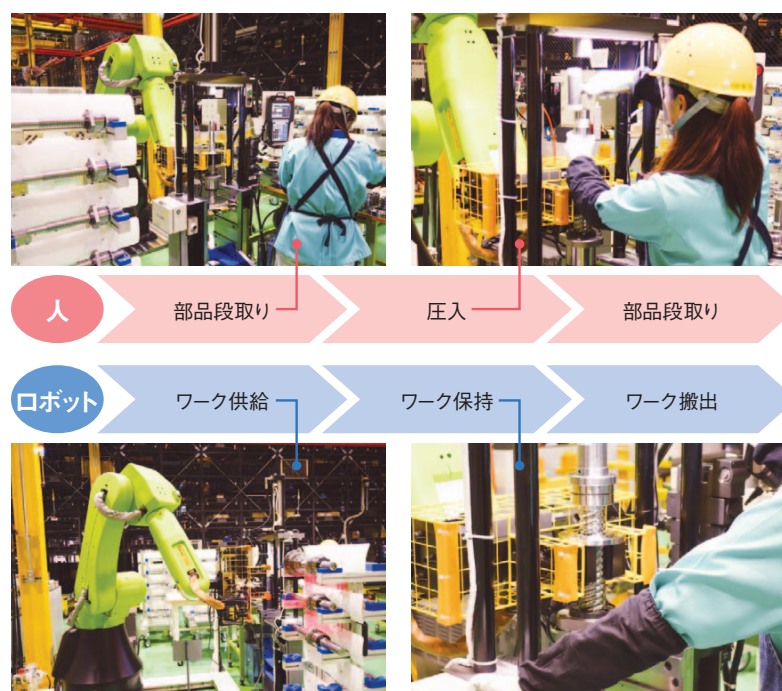 人
部品段取り
圧入
部品段取り
ロボット
ワーク供給
ワーク保持
ワーク搬出